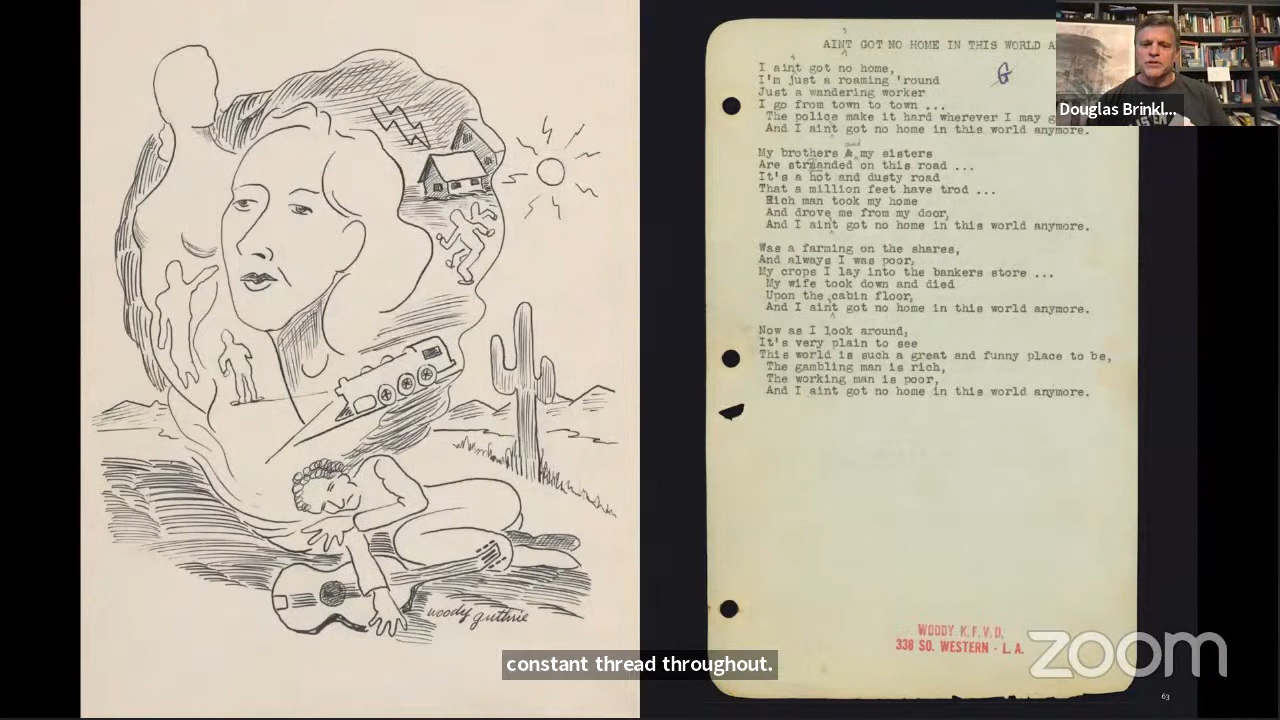 AINT GOT NO HOME IN THIS WORLD A
I aint got no home,
I'm just a roaming 'round
Just a wandering worker
I go from town to town ...
The police make it hard wherever I may g
And I aint got no home in this world anymore.
and
My brothers & my sisters
Are stranded on this road ...
It's a hot and dusty road
That a million feet have trod ...
Rich man took my home
And drove me from my door,
And I aint got no home in this world anymore.
Was a farming on the shares,
And always I was poor,
My crops I lay into the bankers store ...
My wife took down and died
Upon the cabin floor,
And I aint got no home in this world anymore.
Now as I look around,
It's very plain to see
This world is such a great and funny place to be,
The gambling man is rich,
The working man is poor,
And I aint got no home in this world anymore.
G
WOODY K.F.V.D.
338 SO. WESTERN - L.A.
63
woody guthrie
Douglas Brinkl...
constant thread throughout.
zoom